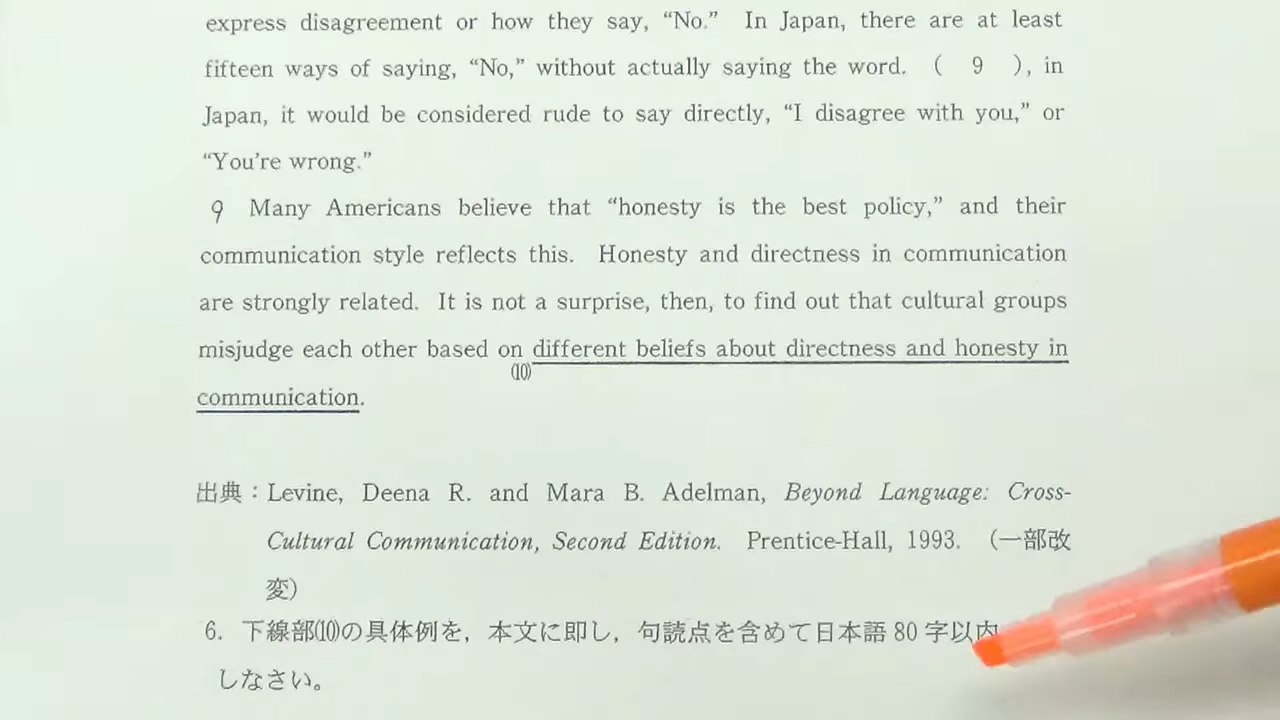 express disagreement or how they say, “No.” In Japan, there are at least
fifteen ways of saying, “No,” without actually saying the word. ( 9 ), in
Japan, it would be considered rude to say directly, “I disagree with you,” or
“You're wrong.”
9 Many Americans believe that “honesty is the best policy,” and their
communication style reflects this. Honesty and directness in communication
are strongly related. It is not a surprise, then, to find out that cultural groups
misjudge each other based on different beliefs about directness and honesty in
(10)
communication.
出典：Levine, Deena R. and Mara B. Adelman, Beyond Language: Cross-
Cultural Communication, Second Edition. Prentice-Hall, 1993. （一部改
変）
6. 下線部(10)の具体例を，本文に即し，句読点を含めて日本語 80 字以内
しなさい。